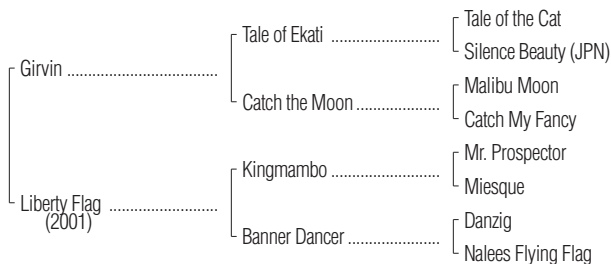 Tale of the Cat
Tale of Ekati
Silence Beauty (JPN)
Girvin
Malibu Moon
Catch the Moon
Catch My Fancy
Mr. Prospector
Kingmambo
Miesque
Liberty Flag
(2001)
Danzig
Banner Dancer
Nalees Flying Flag